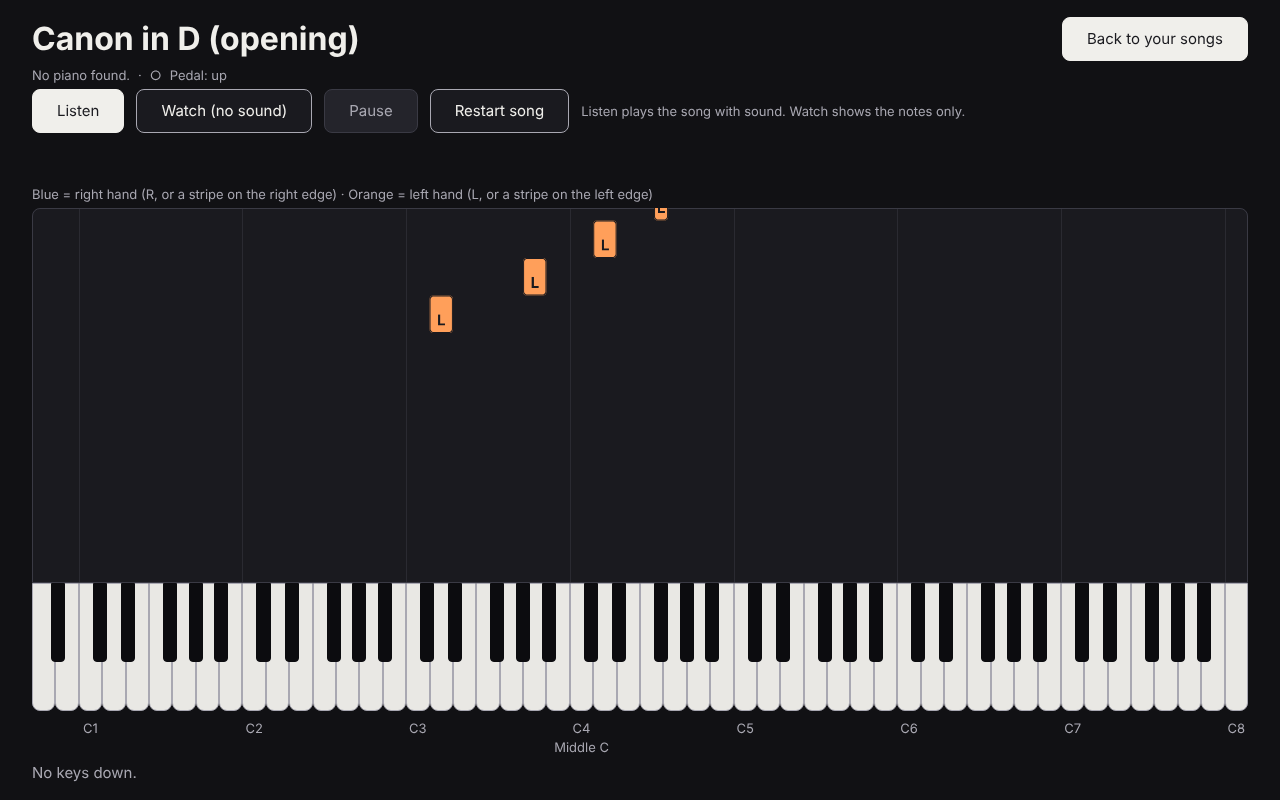 Canon in D (opening)
Back to your songs
No piano found. · O Pedal: up
Listen
Watch (no sound)
Pause
Restart song
Listen plays the song with sound. Watch shows the notes only.
Blue = right hand (R, or a stripe on the right edge) · Orange = left hand (L, or a stripe on the left edge)
L
L
L
L
C1 C2 C3 C4 C5 C6 C7 C8
Middle C
No keys down.